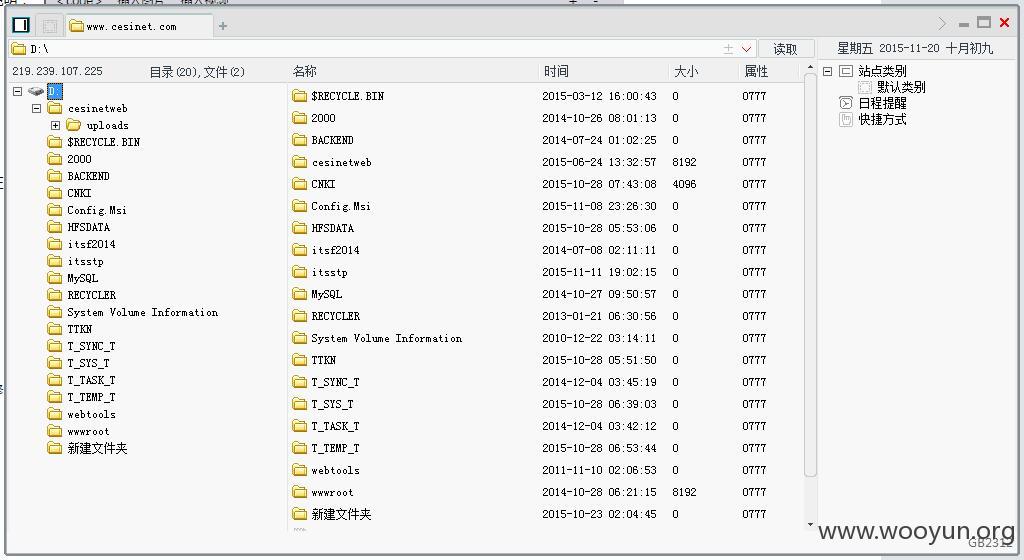 www.cesinet.com
D:\ 读取 星期五 2015-11-20 十月初九
219.239.107.225 目录(20),文件(2) 名称 时间 大小 属性
D:
cesinetweb
uploads
$RECYCLE.BIN
2000
BACKEND
CNKI
Config.Msi
HFSDATA
itsf2014
itsstp
MySQL
RECYCLER
System Volume Information
TTKN
T_SYNC_T
T_SYS_T
T_TASK_T
T_TEMP_T
webtools
wwwroot
新建文件夹
$RECYCLE.BIN 2015-03-12 16:00:43 0 0777
2000 2014-10-26 08:01:13 0 0777
BACKEND 2014-07-24 01:02:25 0 0777
cesinetweb 2015-06-24 13:32:57 8192 0777
CNKI 2015-10-28 07:43:08 4096 0777
Config.Msi 2015-11-08 23:26:30 0 0777
HFSDATA 2015-10-28 05:53:06 0 0777
itsf2014 2014-07-08 02:11:11 0 0777
itsstp 2015-11-11 19:02:15 0 0777
MySQL 2014-10-27 09:50:57 0 0777
RECYCLER 2013-01-21 06:30:56 0 0777
System Volume Information 2010-12-22 03:14:11 0 0777
TTKN 2015-10-28 05:51:50 0 0777
T_SYNC_T 2014-12-04 03:45:19 0 0777
T_SYS_T 2015-10-28 06:39:03 0 0777
T_TASK_T 2014-12-04 03:42:12 0 0777
T_TEMP_T 2015-10-28 06:53:44 0 0777
webtools 2011-11-10 02:06:53 0 0777
wwwroot 2014-10-28 06:21:15 8192 0777
新建文件夹 2015-10-23 02:04:45 0 0777
站点类别
默认类别
日程提醒
快捷方式
www.wooyun.org
GB2312